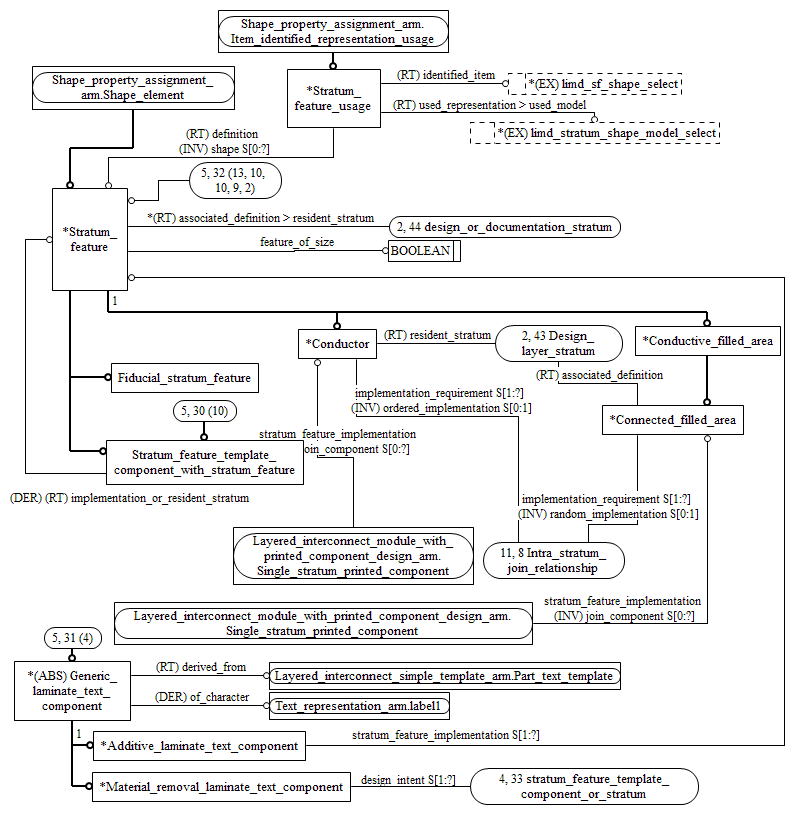 Shape_property_assignment_arm.
Item_identified_representation_usage
Shape_property_assignment_
arm.Shape_element
*Stratum_
feature_usage
(RT) identified_item
*(EX) limd_sf_shape_select
(RT) used_representation > used_model
*(EX) limd_stratum_shape_model_select
(RT) definition
(INV) shape S[0:?]
5, 32 (13, 10,
10, 9, 2)
*Stratum_
feature
*(RT) associated_definition > resident_stratum
2, 44 design_or_documentation_stratum
feature_of_size
BOOLEAN
1
*Conductor
(RT) resident_stratum
2, 43 Design_
layer_stratum
*Conductive_filled_area
(RT) associated_definition
Fiducial_stratum_feature
implementation_requirement S[1:?]
(INV) ordered_implementation S[0:1]
5, 30 (10)
*Connected_filled_area
stratum_feature_implementation
oin_component S[0:?]
Stratum_feature_template_
component_with_stratum_feature
(DER) (RT) implementation_or_resident_stratum
implementation_requirement S[1:?]
(INV) random_implementation S[0:1]
Layered_interconnect_module_with_
printed_component_design_arm.
Single_stratum_printed_component
11, 8 Intra_stratum_
join_relationship
Layered_interconnect_module_with_printed_component_design_arm.
Single_stratum_printed_component
stratum_feature_implementation
(INV) join_component S[0:?]
5, 31 (4)
*(ABS) Generic_
laminate_text_
component
(RT) derived_from
Layered_interconnect_simple_template_arm.Part_text_template
(DER) of_character
Text_representation_arm.label1
1
*Additive_laminate_text_component
stratum_feature_implementation S[1:?]
*Material_removal_laminate_text_component
design_intent S[1:?]
4, 33 stratum_feature_template_
component_or_stratum